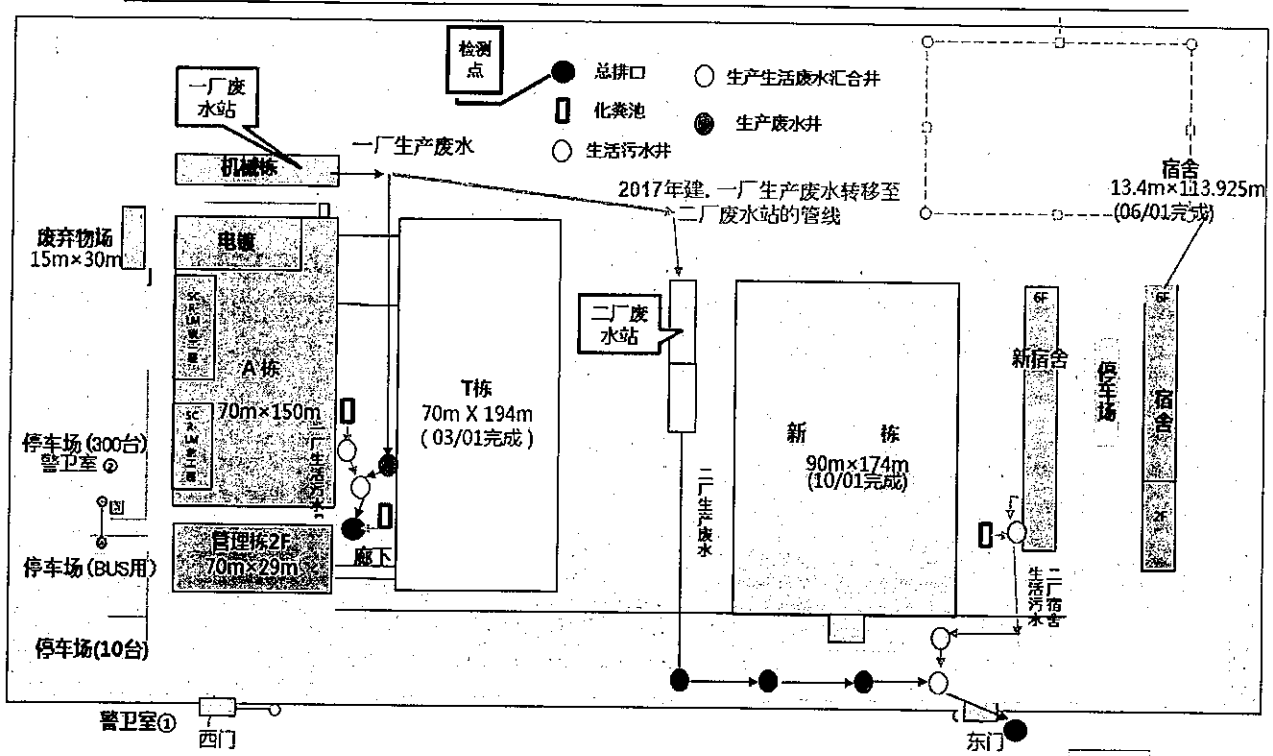 检测
点
总排口
生产生活废水汇合井
化粪池
生产废水井
生活污水井
一厂废
水站
机械栋
一厂生产废水
2017年建.一厂生产废水转移至
二厂废水站的管线
宿舍
13.4m×113.925m
(06/01完成)
废弃物场
15m×30m
电镀
二厂废
水站
A栋
70m×150m
T栋
70m X 194m
( 03/01完成 )
新 栋
90m×174m
(10/01完成)
6F
新宿舍
停车场
6F
宿舍
2F
停车场(300台)
警卫室②
一厂生活污水
二厂生产废水
管理栋2F
70m×29m
廊下
停车场(BUS用)
二厂宿舍
生活污水
停车场(10台)
警卫室①
西门
东门